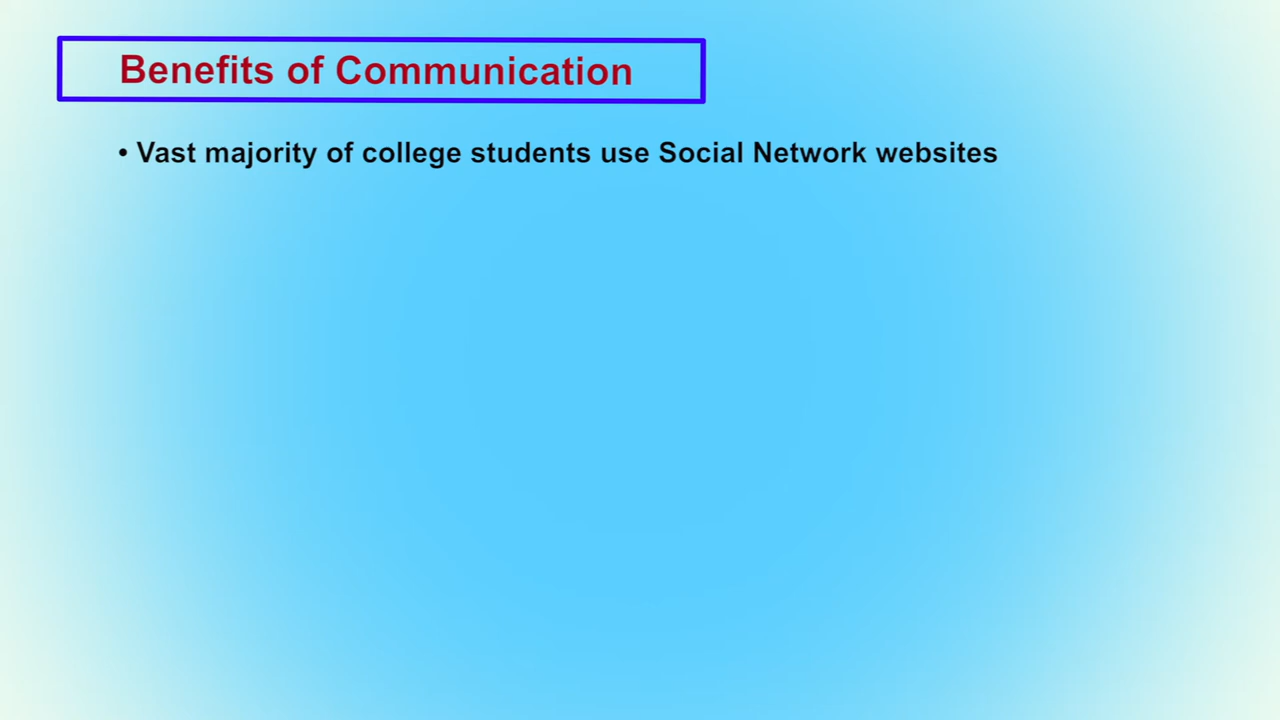 Benefits of Communication
• Vast majority of college students use Social Network websites